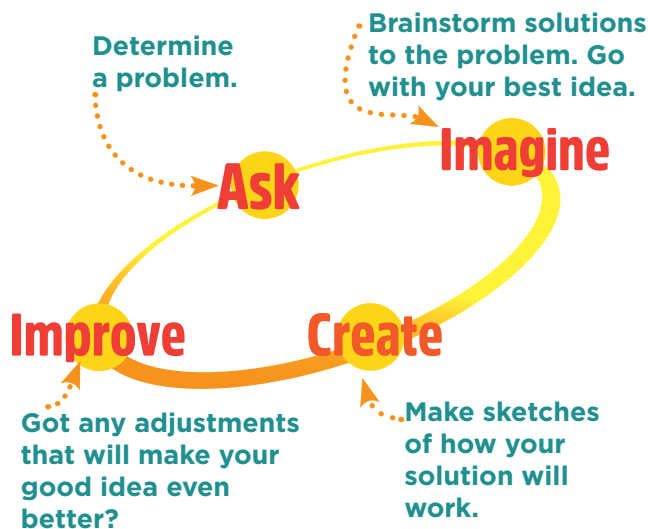 Determine
a problem.
Brainstorm solutions
to the problem. Go
with your best idea.
Ask
Imagine
Improve
Create
Got any adjustments
that will make your
good idea even
better?
Make sketches
of how your
solution will
work.